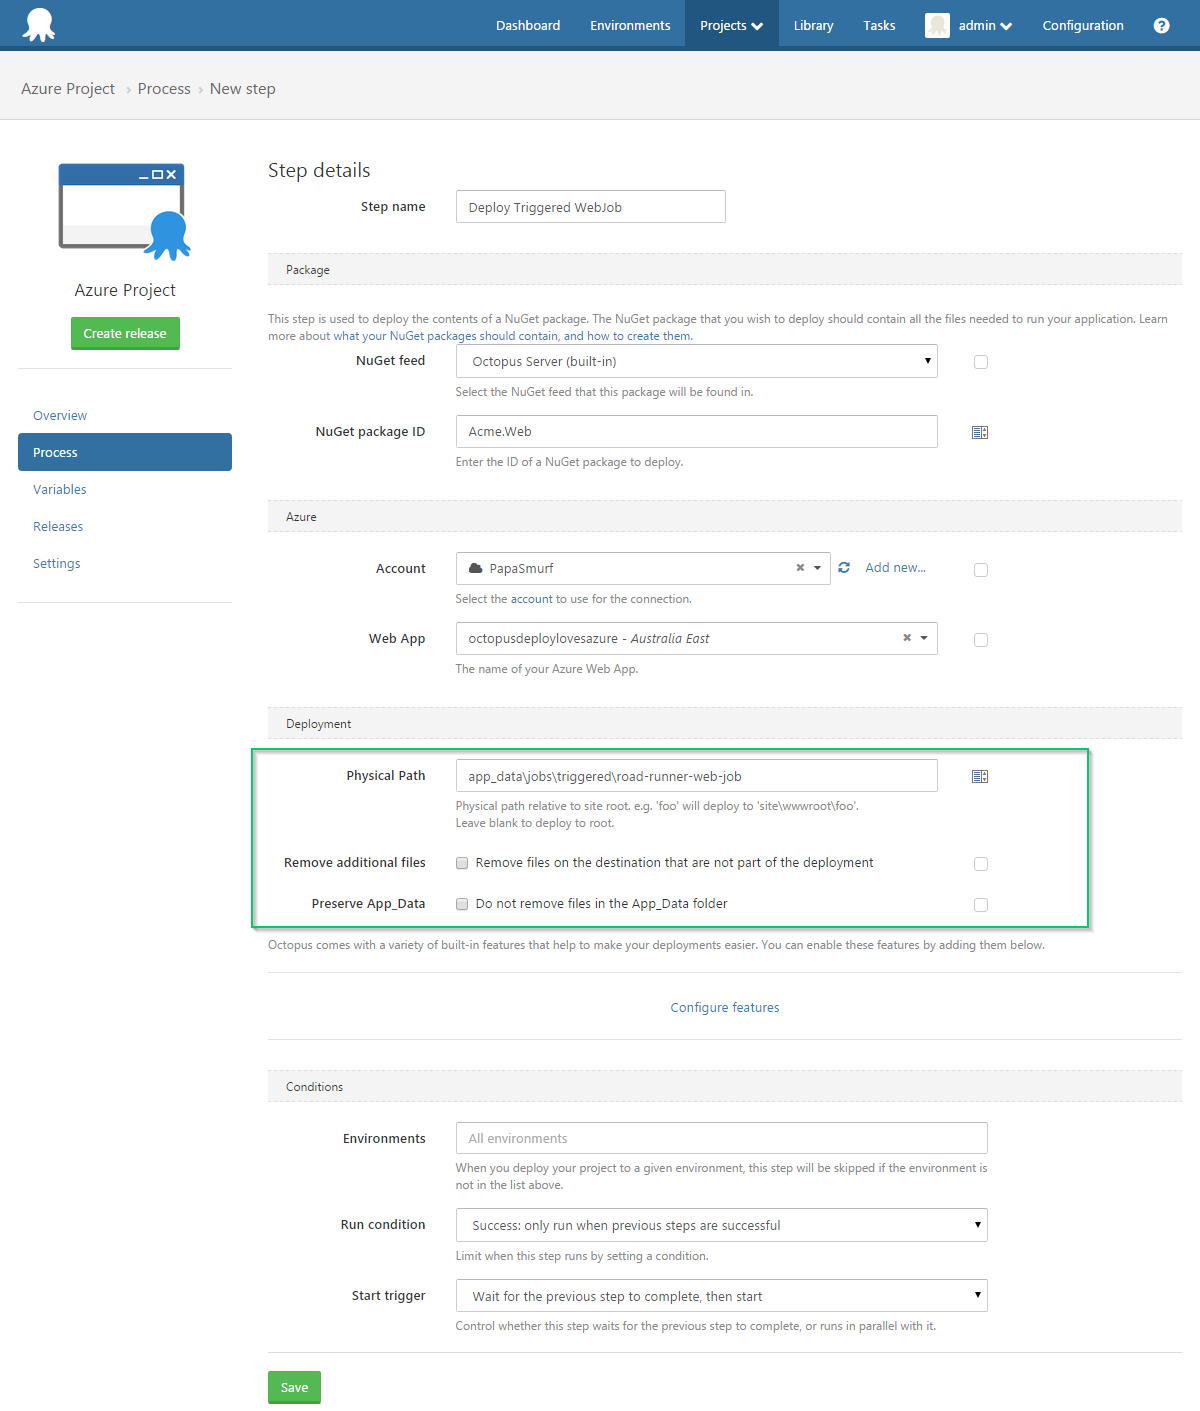 Dashboard Environments Projects Library Tasks admin Configuration ?
Azure Project › Process › New step
Azure Project
Create release
Overview
Process
Variables
Releases
Settings
Step details
Step name Deploy Triggered WebJob
Package
This step is used to deploy the contents of a NuGet package. The NuGet package that you wish to deploy should contain all the files needed to run your application. Learn
more about what your NuGet packages should contain, and how to create them.
NuGet feed Octopus Server (built-in)
Select the NuGet feed that this package will be found in.
NuGet package ID Acme.Web
Enter the ID of a NuGet package to deploy.
Azure
Account PapaSmurf Add new...
Select the account to use for the connection.
Web App octopusdeploylovesazure - Australia East
The name of your Azure Web App.
Deployment
Physical Path app_data\jobs\triggered\road-runner-web-job
Physical path relative to site root. e.g. 'foo' will deploy to 'site\wwwroot\foo'.
Leave blank to deploy to root.
Remove additional files Remove files on the destination that are not part of the deployment
Preserve App_Data Do not remove files in the App_Data folder
Octopus comes with a variety of built-in features that help to make your deployments easier. You can enable these features by adding them below.
Configure features
Conditions
Environments All environments
When you deploy your project to a given environment, this step will be skipped if the environment is
not in the list above.
Run condition Success: only run when previous steps are successful
Limit when this step runs by setting a condition.
Start trigger Wait for the previous step to complete, then start
Control whether this step waits for the previous step to complete, or runs in parallel with it.
Save